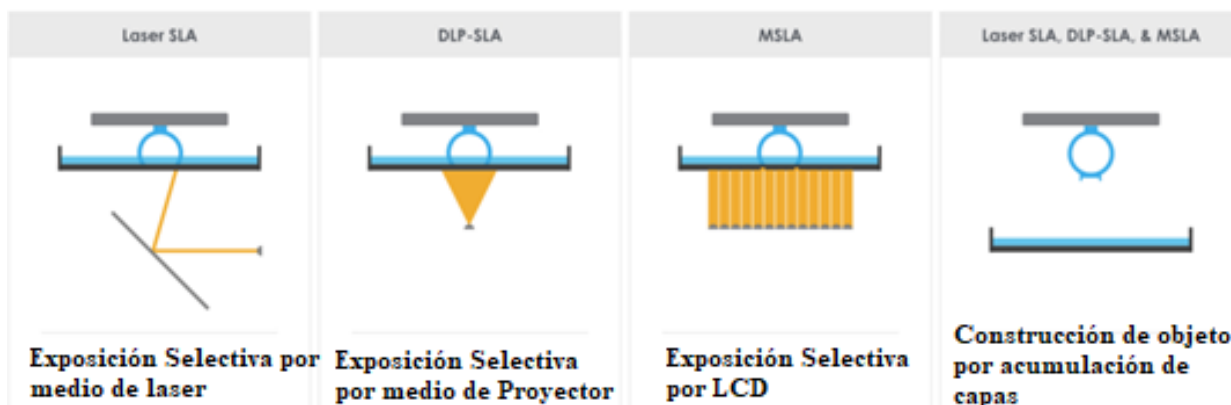 Laser SLA
DLP-SLA
MSLA
Laser SLA, DLP-SLA, & MSLA
Exposición Selectiva por
medio de laser
Exposición Selectiva
por medio de Proyector
Exposición Selectiva
por LCD
Construcción de objeto
por acumulación de
capas